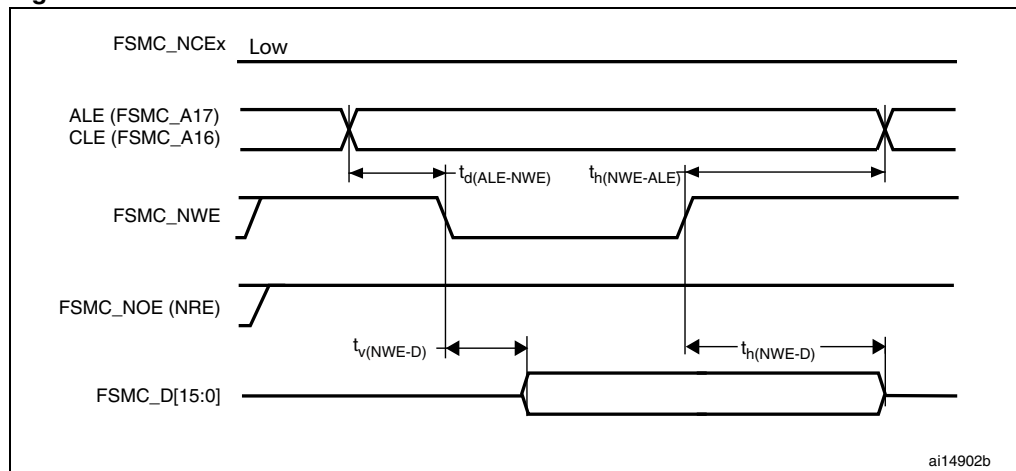 FSMC_NCEx Low
ALE (FSMC_A17)
CLE (FSMC_A16)
td(ALE-NWE) th(NWE-ALE)
FSMC_NWE
FSMC_NOE (NRE)
tv(NWE-D) th(NWE-D)
FSMC_D[15:0]
ai14902b